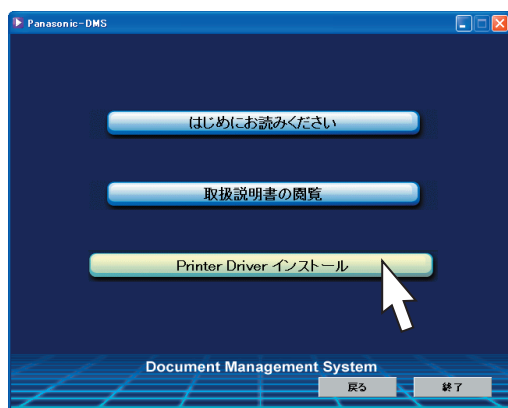 Panasonic-DMS
はじめにお読みください
取扱説明書の閲覧
Printer Driver インストール
Document Management System
戻る
終了